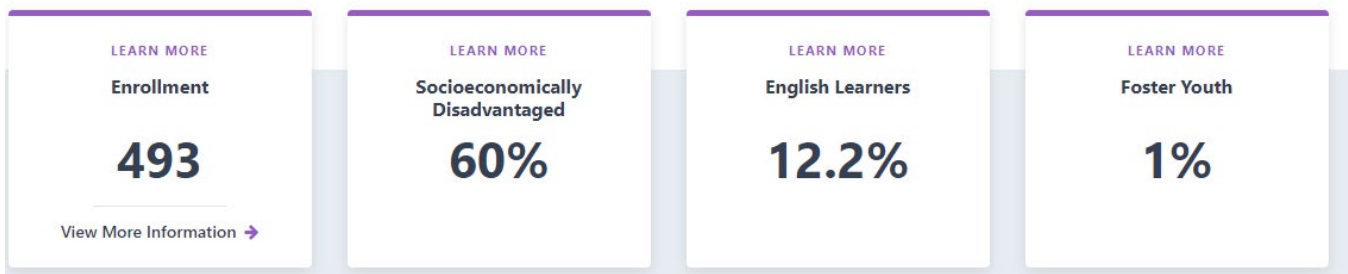 LEARN MORE
Enrollment
493
View More Information
LEARN MORE
Socioeconomically
Disadvantaged
60%
LEARN MORE
English Learners
12.2%
LEARN MORE
Foster Youth
1%